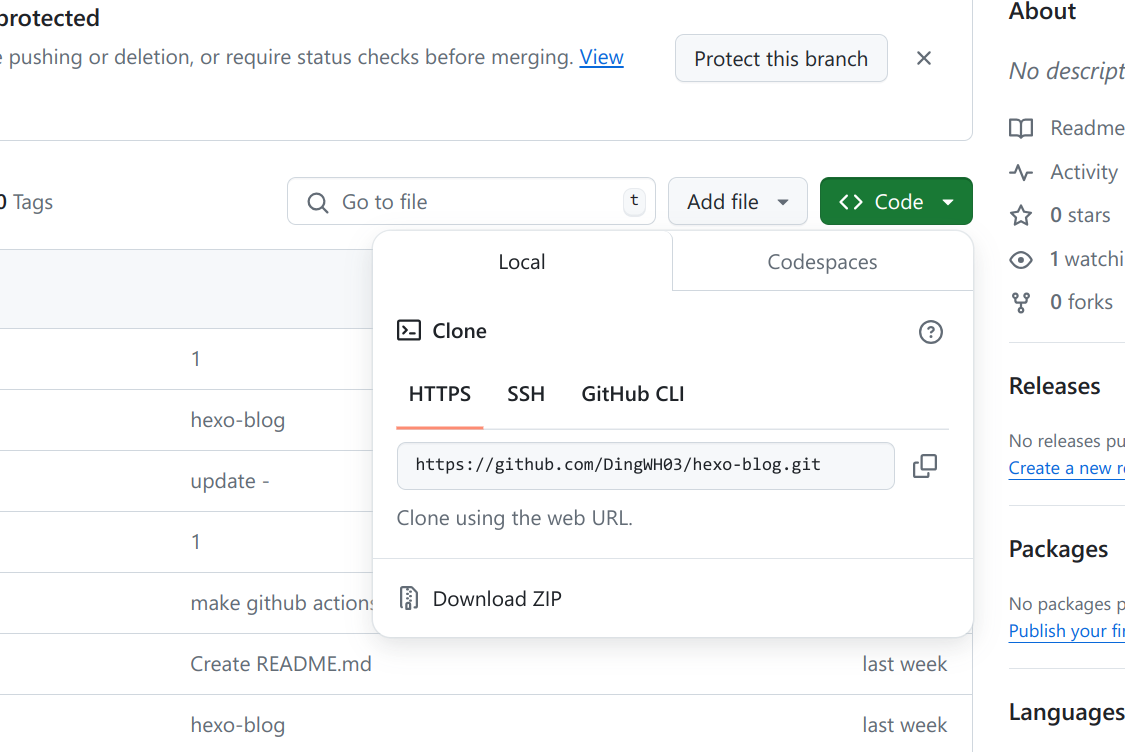 protected
e pushing or deletion, or require status checks before merging. View
Protect this branch
0 Tags
Go to file
t
Add file
Code
Local
Codespaces
Clone
HTTPS
SSH
GitHub CLI
https://github.com/DingWH03/hexo-blog.git
Clone using the web URL.
Download ZIP
1
hexo-blog
update -
1
make github actions
Create README.md
last week
hexo-blog
last week
About
No descript
Readme
Activity
0 stars
1 watchi
0 forks
Releases
No releases pu
Create a new r
Packages
No packages p
Publish your fir
Languages